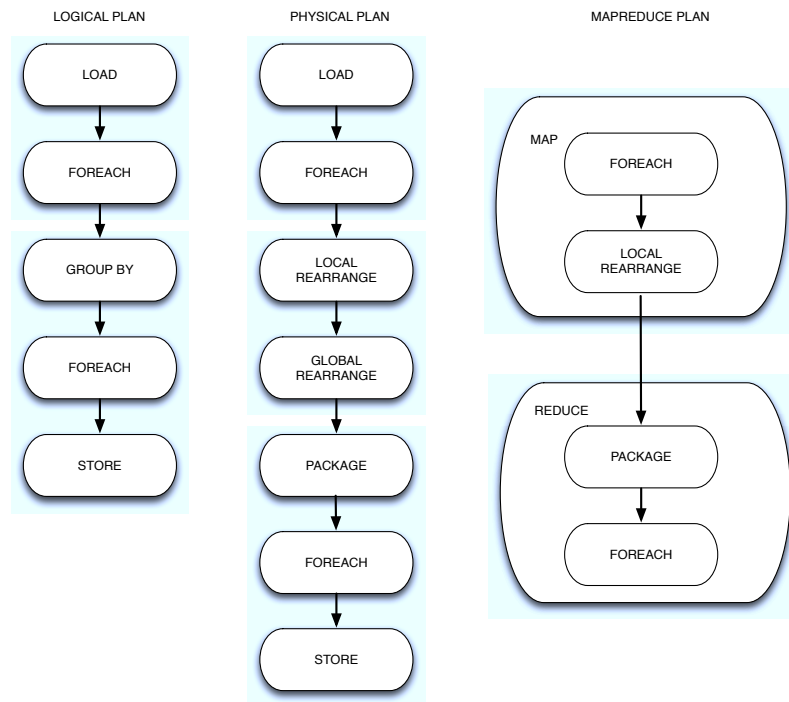 LOGICAL PLAN
LOAD
FOREACH
GROUP BY
FOREACH
STORE
PHYSICAL PLAN
LOAD
FOREACH
LOCAL
REARRANGE
GLOBAL
REARRANGE
PACKAGE
FOREACH
STORE
MAPREDUCE PLAN
MAP
FOREACH
LOCAL
REARRANGE
REDUCE
PACKAGE
FOREACH